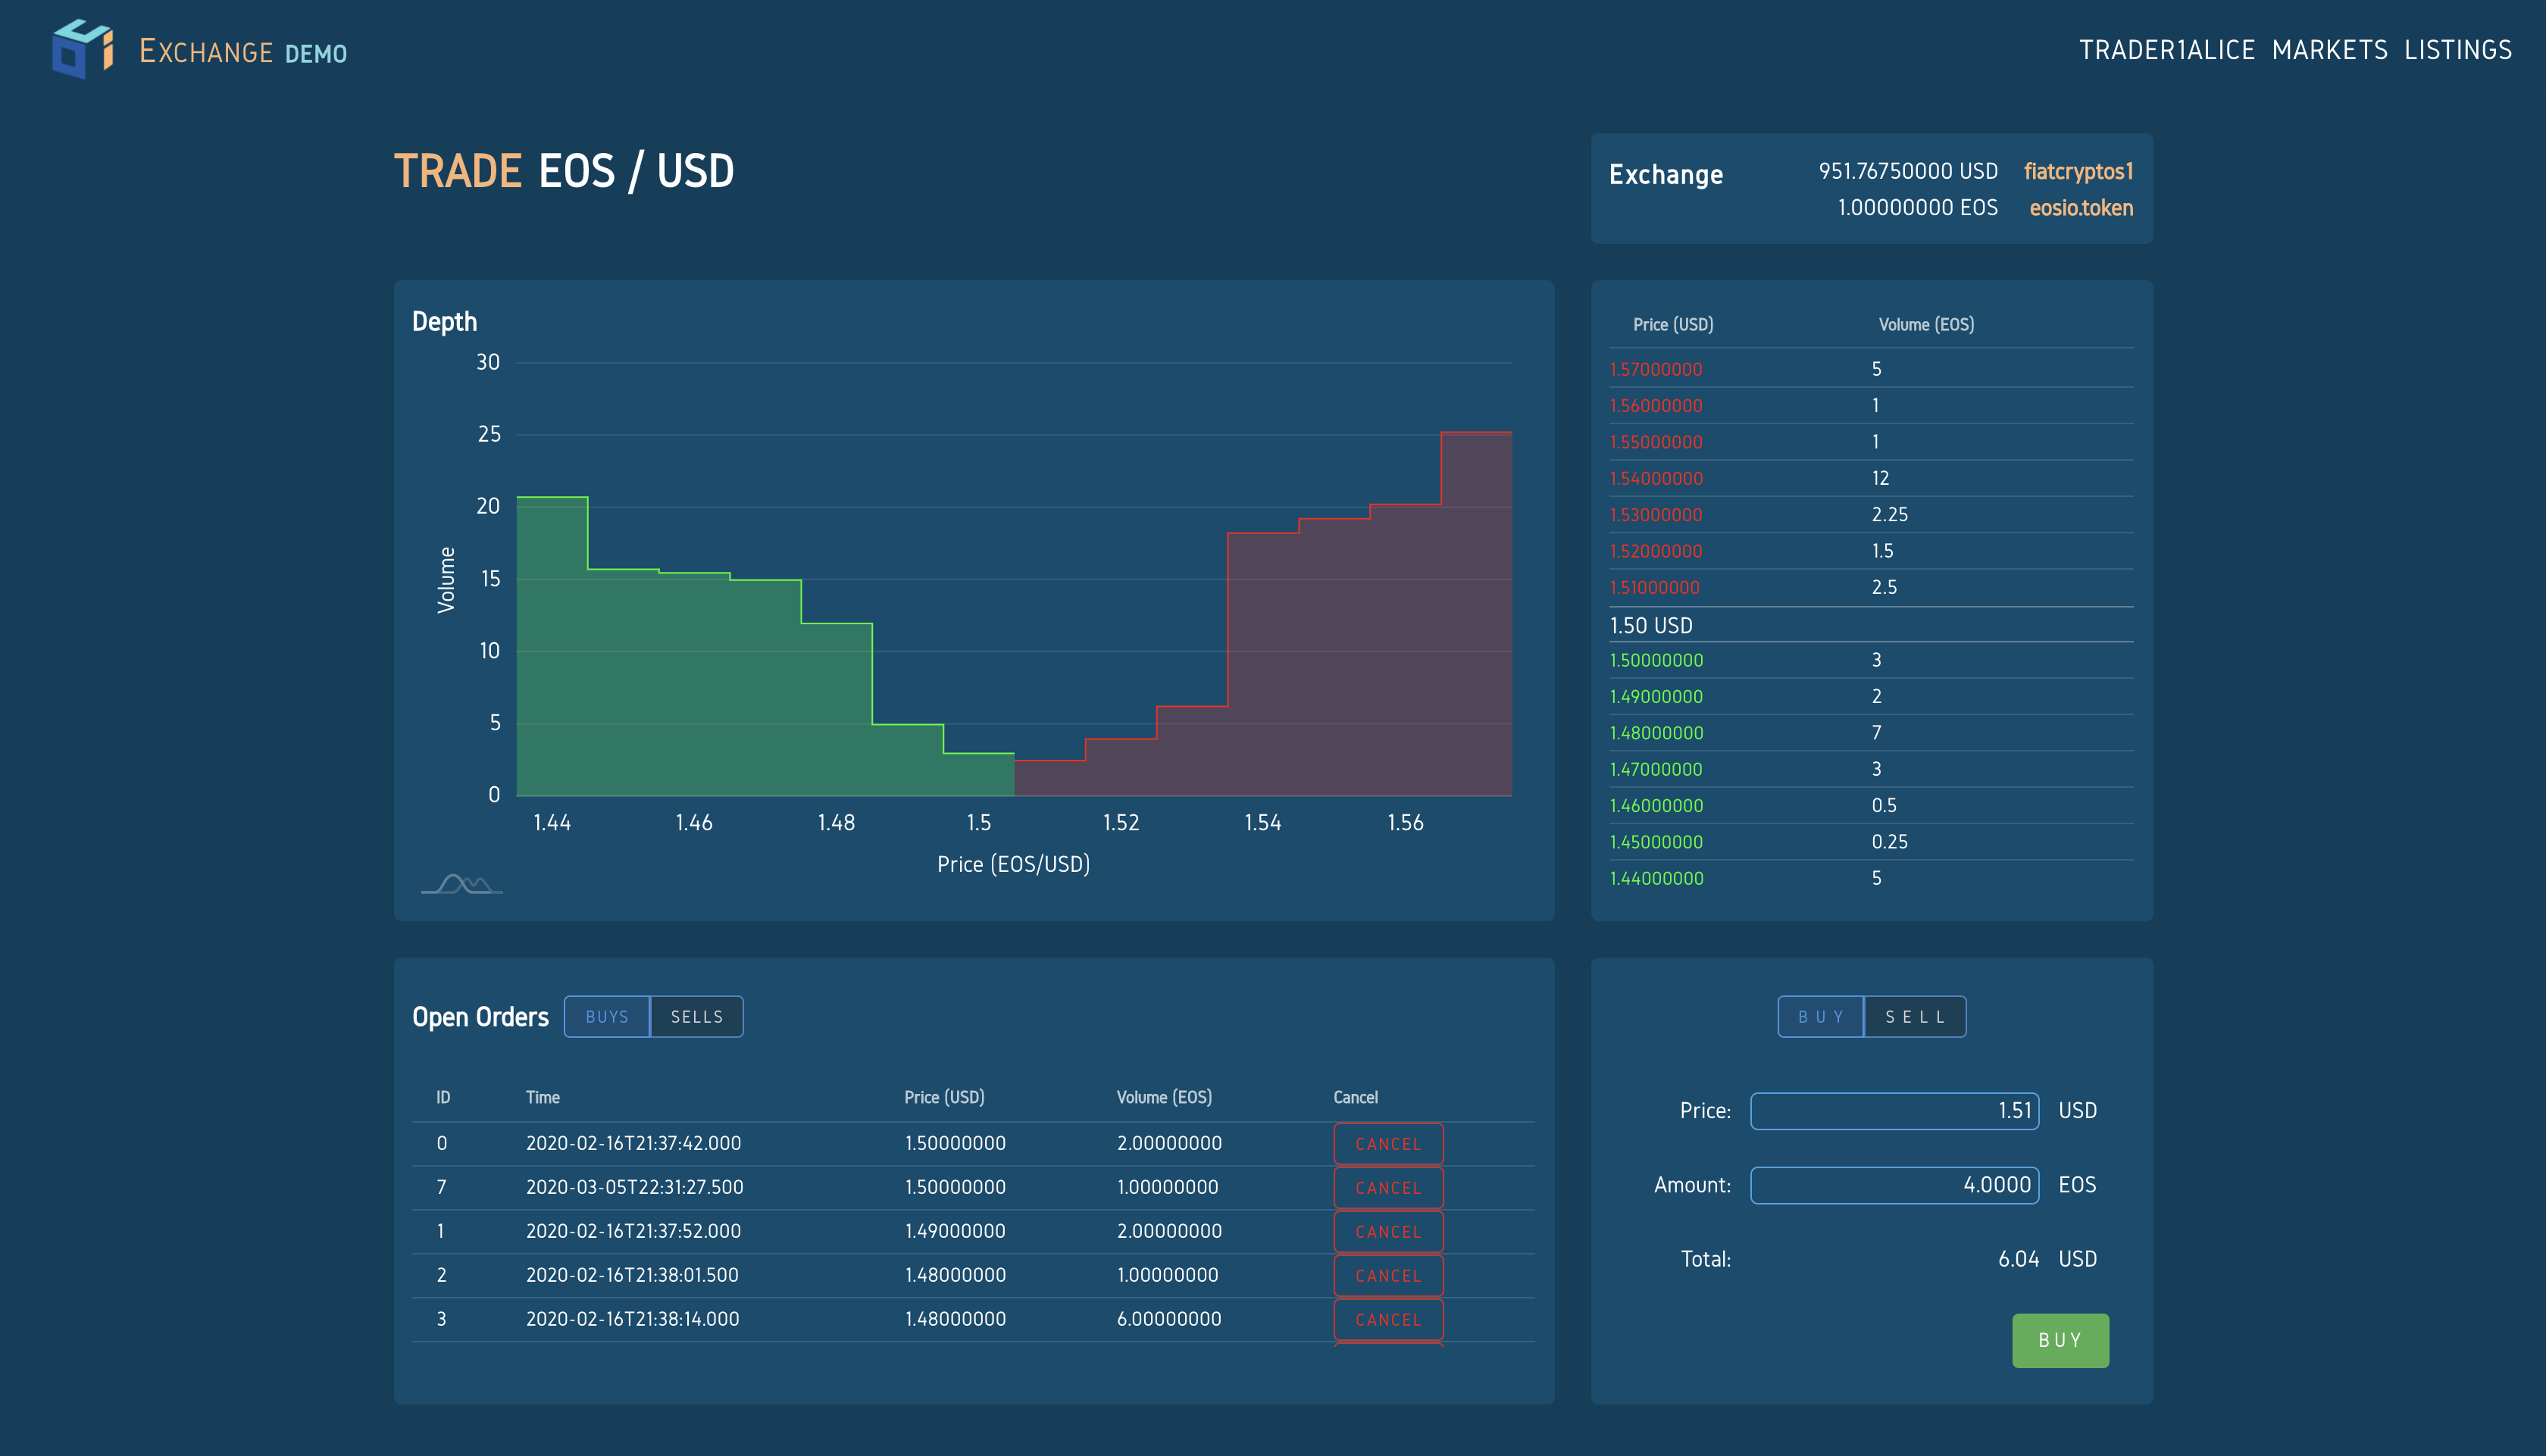 EXCHANGE DEMO
TRADER1ALICE MARKETS LISTINGS
TRADE EOS / USD
Exchange 951.76750000 USD fiatcryptos1
1.00000000 EOS eosio.token
Depth
30
25
20
15
10
5
0
Volume
1.44 1.46 1.48 1.5 1.52 1.54 1.56
Price (EOS/USD)
Price (USD) Volume (EOS)
1.57000000 5
1.56000000 1
1.55000000 1
1.54000000 12
1.53000000 2.25
1.52000000 1.5
1.51000000 2.5
1.50 USD
1.50000000 3
1.49000000 2
1.48000000 7
1.47000000 3
1.46000000 0.5
1.45000000 0.25
1.44000000 5
Open Orders BUYS SELLS
ID Time Price (USD) Volume (EOS) Cancel
0 2020-02-16T21:37:42.000 1.50000000 2.00000000 CANCEL
7 2020-03-05T22:31:27.500 1.50000000 1.00000000 CANCEL
1 2020-02-16T21:37:52.000 1.49000000 2.00000000 CANCEL
2 2020-02-16T21:38:01.500 1.48000000 1.00000000 CANCEL
3 2020-02-16T21:38:14.000 1.48000000 6.00000000 CANCEL
BUY SELL
Price: 1.51 USD
Amount: 4.0000 EOS
Total: 6.04 USD
BUY